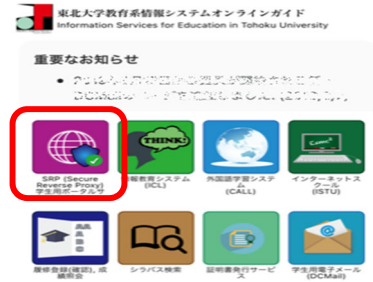 東北大学教育系情報システムオンラインガイド
Information Services for Education in Tohoku University
重要なお知らせ
THINK!
SRP (Secure
Reverse Proxy)
学生用ポータルサ
報教育システム
(ICL)
外国語学習システ
ム
(CALL)
インターネットス
クール
(ISTU)
履修登録(確認), 成
績照会
シラバス検索
証明書発行サービ
ス
学生用電子メール
(DCMail)